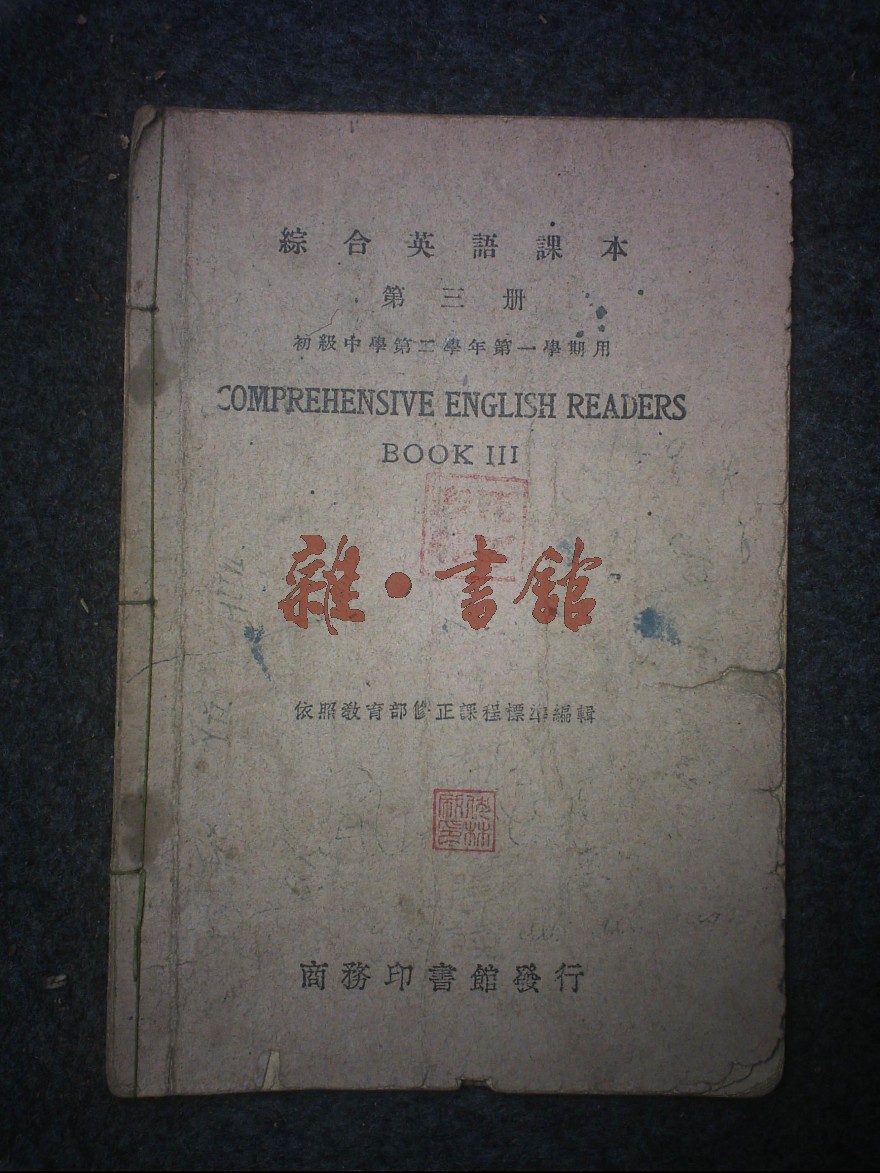 綜合英語課本
第三册
初級中學第二學年第一學期用
COMPREHENSIVE ENGLISH READERS
BOOK III
雜·書館
依照教育部修正課程標準編輯
商務印書館發行